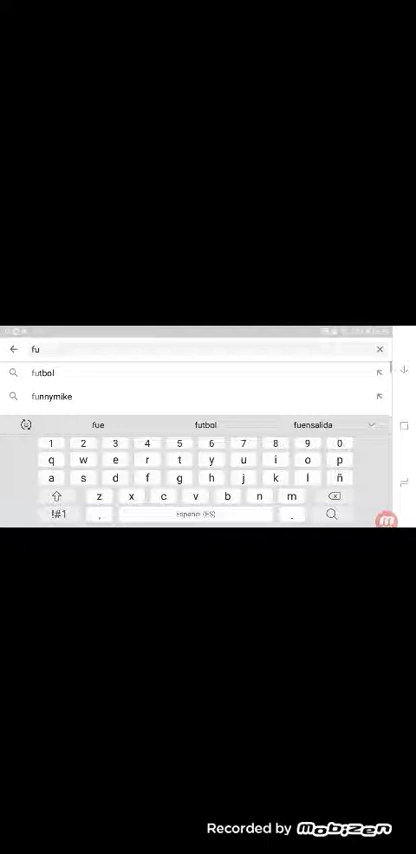 fu
futbol
funnymike
fue futbol fuensalida
1 2 3 4 5 6 7 8 9 0
q w e r t y u i o p
a s d f g h j k l ñ
z x c v b n m
!#1 , Español (ES) .
Recorded by Mobizen